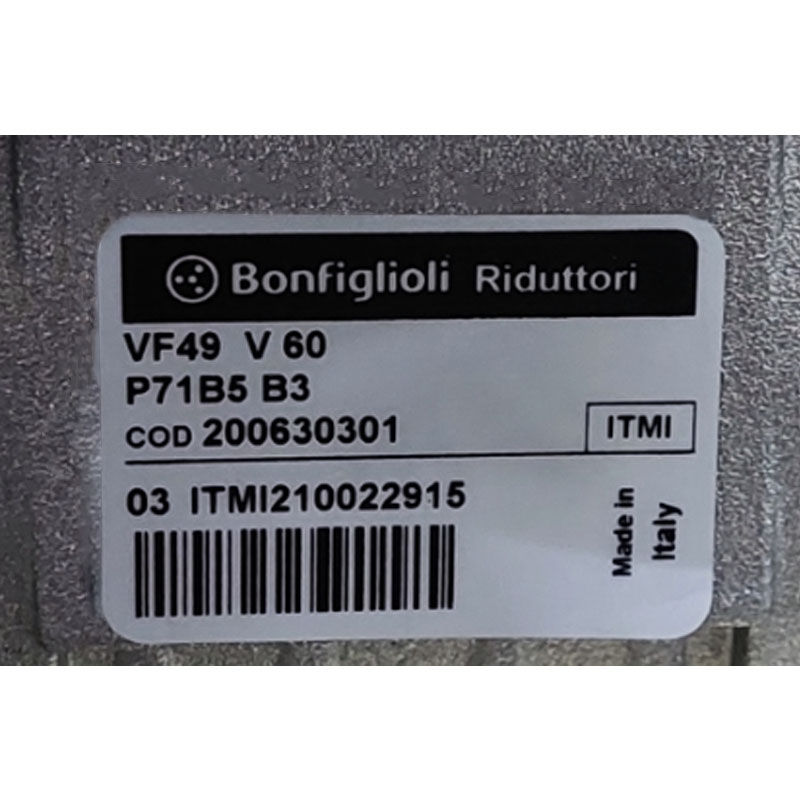 Bonfiglioli Riduttori
VF49 V 60
P71B5 B3
COD 200630301
ITMI
03 ITMI210022915
Made in
Italy